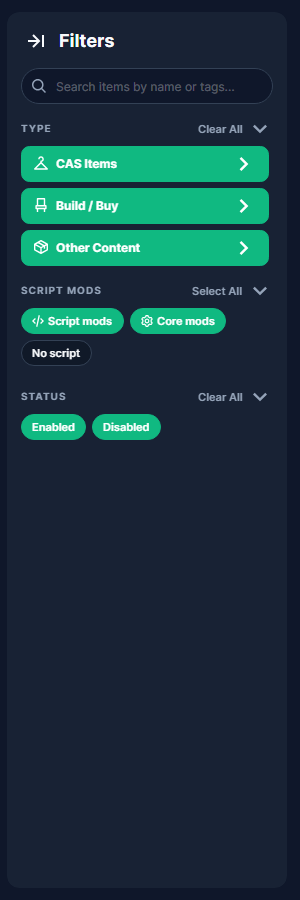 Filters
Search items by name or tags...
TYPE Clear All
CAS Items
Build / Buy
Other Content
SCRIPT MODS Select All
Script mods Core mods
No script
STATUS Clear All
Enabled Disabled